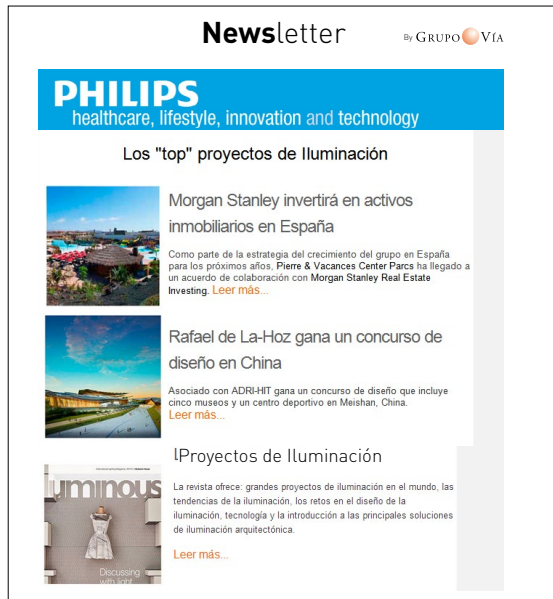 Newsletter
By GRUPO VÍA
PHILIPS
healthcare, lifestyle, innovation and technology
Los "top" proyectos de Iluminación
Morgan Stanley invertirá en activos
inmobiliarios en España
Como parte de la estrategia del crecimiento del grupo en España
para los próximos años, Pierre & Vacances Center Parcs ha llegado a
un acuerdo de colaboración con Morgan Stanley Real Estate
Investing. Leer más...
Rafael de La-Hoz gana un concurso de
diseño en China
Asociado con ADRI-HIT gana un concurso de diseño que incluye
cinco museos y un centro deportivo en Meishan, China.
Leer más...
lProyectos de Iluminación
luminous
La revista ofrece: grandes proyectos de iluminación en el mundo, las
tendencias de la iluminación, los retos en el diseño de la
iluminación, tecnología y la introducción a las principales soluciones
de iluminación arquitectónica.
Leer más...
Discussing
with light